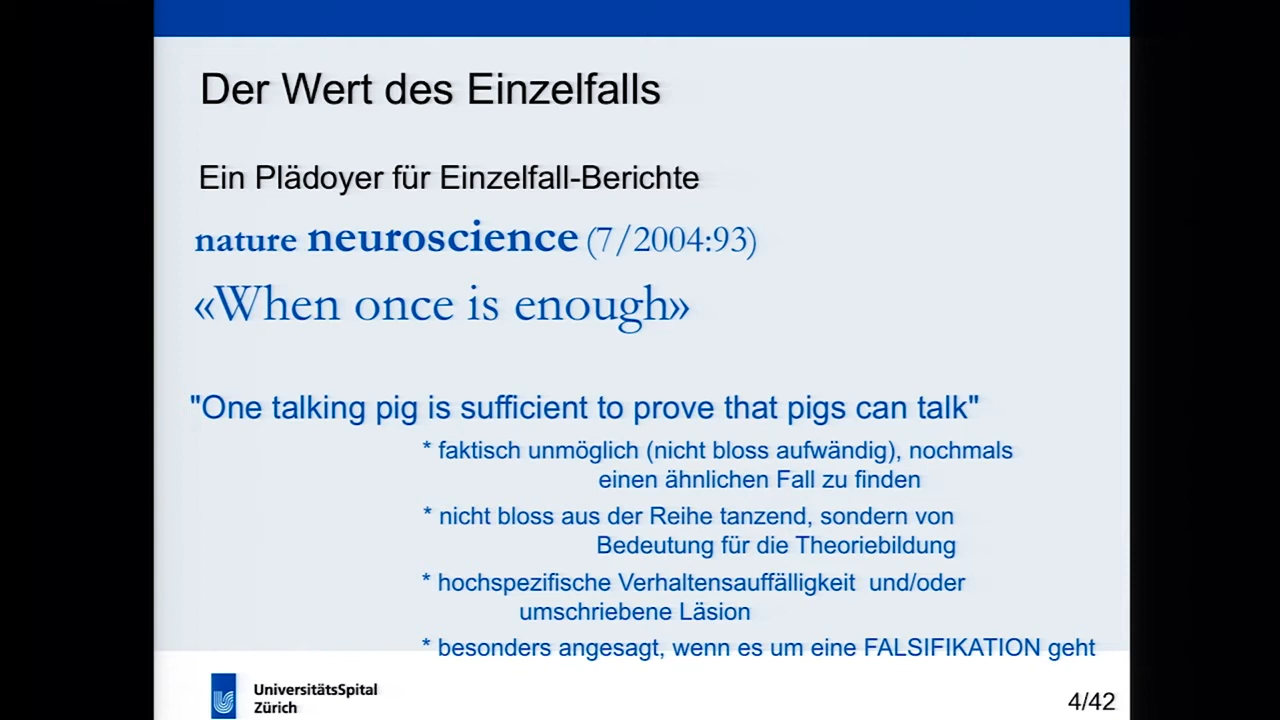 Der Wert des Einzelfalls
Ein Plädoyer für Einzelfall-Berichte
nature neuroscience (7/2004:93)
«When once is enough»
"One talking pig is sufficient to prove that pigs can talk"
* faktisch unmöglich (nicht bloss aufwändig), nochmals
einen ähnlichen Fall zu finden
* nicht bloss aus der Reihe tanzend, sondern von
Bedeutung für die Theoriebildung
* hochspezifische Verhaltensauffälligkeit und/oder
umschriebene Läsion
* besonders angesagt, wenn es um eine FALSIFIKATION geht
UniversitätsSpital
Zürich
4/42